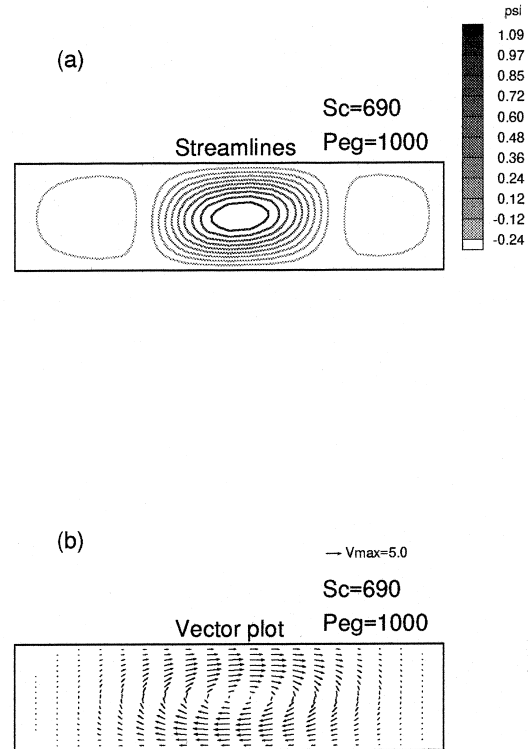 psi
1.09
0.97
0.85
0.72
0.60
0.48
0.36
0.24
0.12
-0.12
-0.24
(a)
Sc=690
Streamlines Peg=1000
(b)
Vmax=5.0
Sc=690
Vector plot Peg=1000